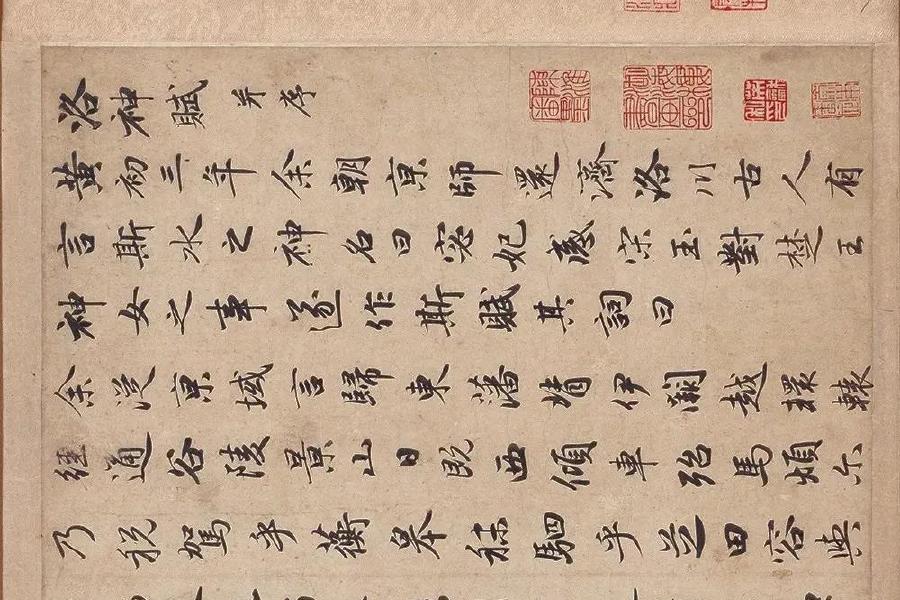 洛神賦 并序
黄初三年余朝京師還濟洛川古人有
言斯水之神名曰宓妃感宋玉對楚王
神女之事遂作斯賦其詞曰
余從京域言歸東藩背伊闕越轘轅
經通谷陵景山日既西傾車殆馬煩尔
乃税駕乎蘅皋秣駟乎芝田容與